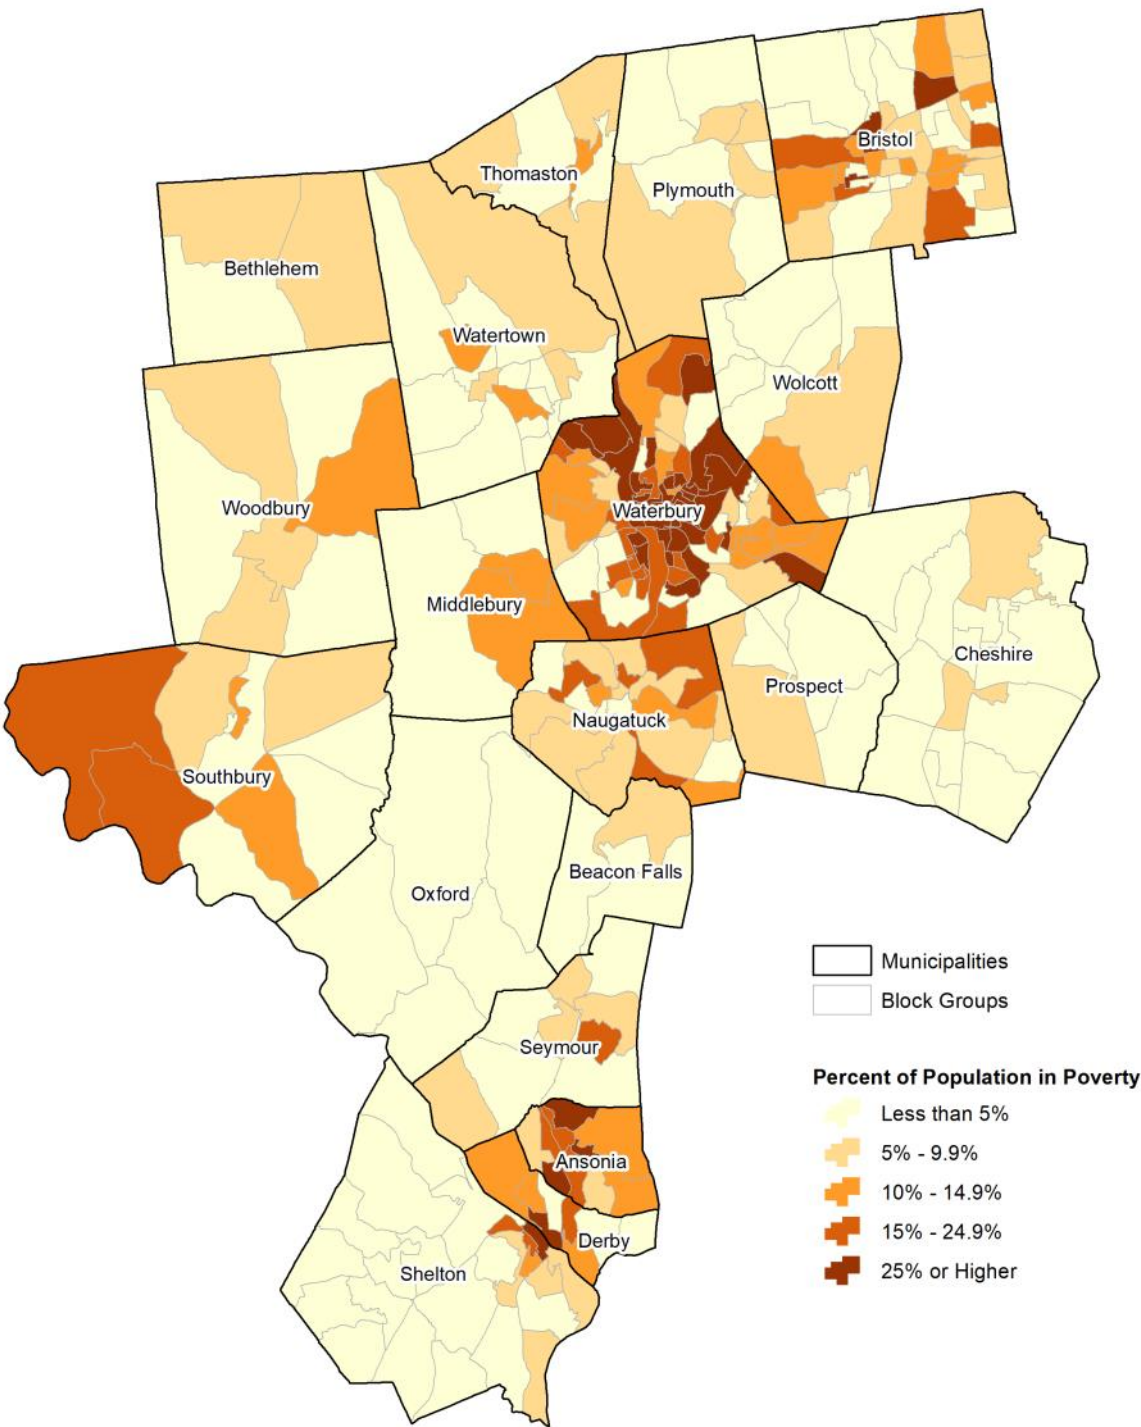 Bristol
Thomaston
Plymouth
Bethlehem
Watertown
Wolcott
Woodbury
Waterbury
Middlebury
Cheshire
Prospect
Naugatuck
Southbury
Beacon Falls
Oxford
Seymour
Ansonia
Derby
Shelton
Municipalities
Block Groups
Percent of Population in Poverty
Less than 5%
5% - 9.9%
10% - 14.9%
15% - 24.9%
25% or Higher